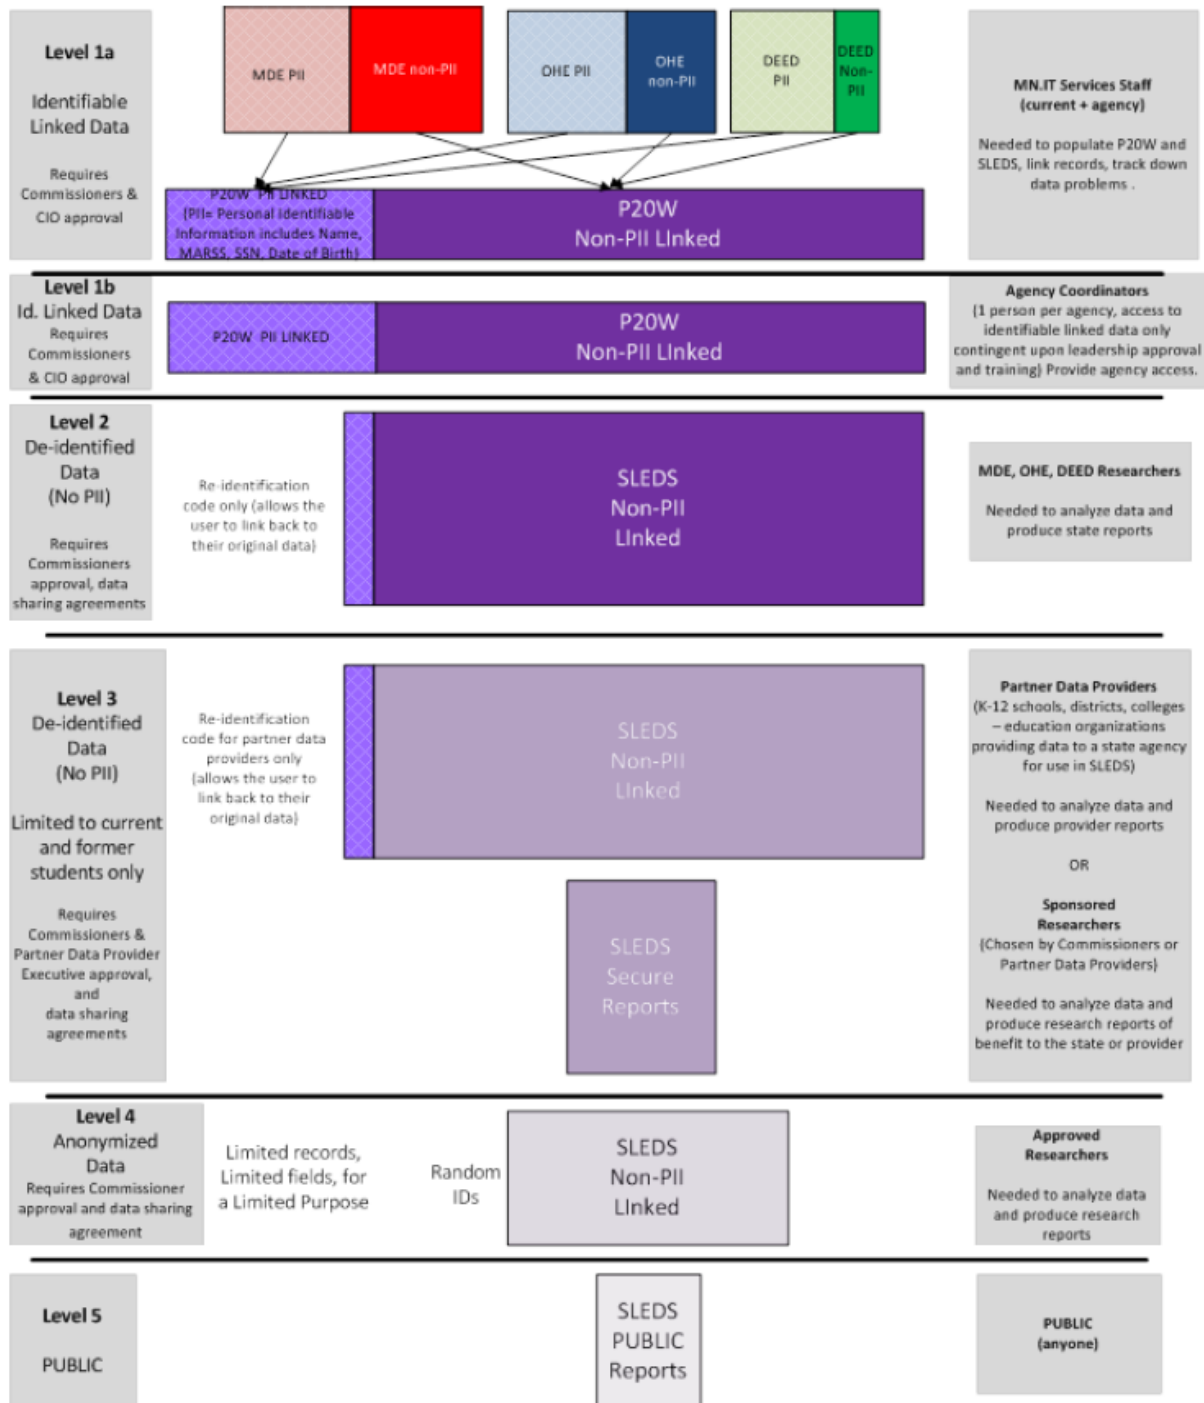 Level 1a
Identifiable
Linked Data
Requires
Commissioners &
CIO approval
MDE PII
MDE non-PII
OHE PII
OHE
non-PII
DEED
PII
DEED
Non-
PII
P20W PII LINKED
(PII= Personal Identifiable
Information includes Name,
MARSS, SSN, Date of Birth)
P20W
Non-PII LInked
MN.IT Services Staff
(current + agency)
Needed to populate P20W and
SLEDS, link records, track down
data problems .
Level 1b
Id. Linked Data
Requires
Commissioners
& CIO approval
P20W PII LINKED
P20W
Non-PII LInked
Agency Coordinators
(1 person per agency, access to
identifiable linked data only
contingent upon leadership approval
and training) Provide agency access.
Level 2
De-identified
Data
(No PII)
Requires
Commissioners
approval, data
sharing agreements
Re-identification
code only (allows the
user to link back to
their original data)
SLEDS
Non-PII
LInked
MDE, OHE, DEED Researchers
Needed to analyze data and
produce state reports
Level 3
De-identified
Data
(No PII)
Limited to current
and former
students only
Requires
Commissioners &
Partner Data Provider
Executive approval,
and
data sharing
agreements
Re-identification
code for partner data
providers only
(allows the user to
link back to their
original data)
SLEDS
Non-PII
LInked
SLEDS
Secure
Reports
Partner Data Providers
(K-12 schools, districts, colleges
– education organizations
providing data to a state agency
for use in SLEDS)
Needed to analyze data and
produce provider reports
OR
Sponsored
Researchers
(Chosen by Commissioners or
Partner Data Providers)
Needed to analyze data and
produce research reports of
benefit to the state or provider
Level 4
Anonymized
Data
Requires Commissioner
approval and data sharing
agreement
Limited records,
Limited fields, for
a Limited Purpose
Random
IDs
SLEDS
Non-PII
LInked
Approved
Researchers
Needed to analyze data
and produce research
reports
Level 5
PUBLIC
SLEDS
PUBLIC
Reports
PUBLIC
(anyone)